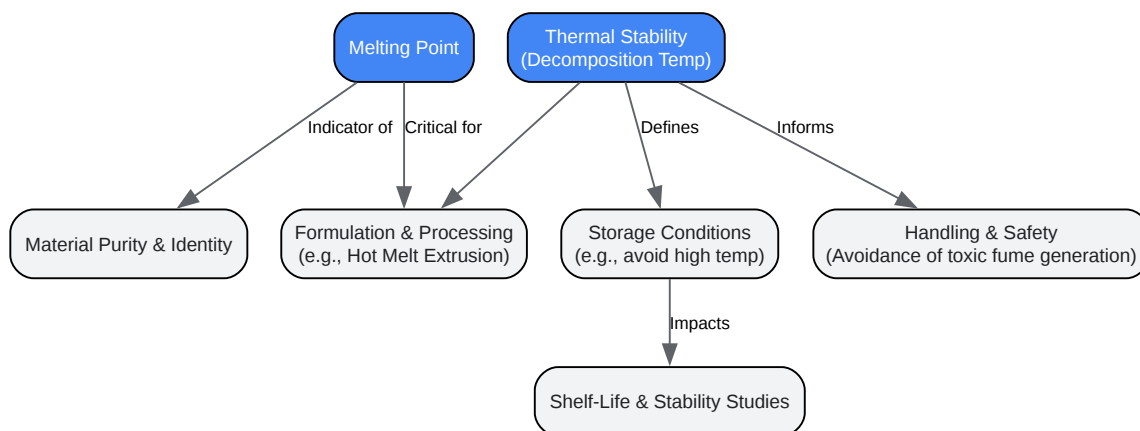 Melting Point
Thermal Stability
(Decomposition Temp)
Indicator of
Critical for
Defines
Informs
Material Purity & Identity
Formulation & Processing
(e.g., Hot Melt Extrusion)
Storage Conditions
(e.g., avoid high temp)
Handling & Safety
(Avoidance of toxic fume generation)
Impacts
Shelf-Life & Stability Studies